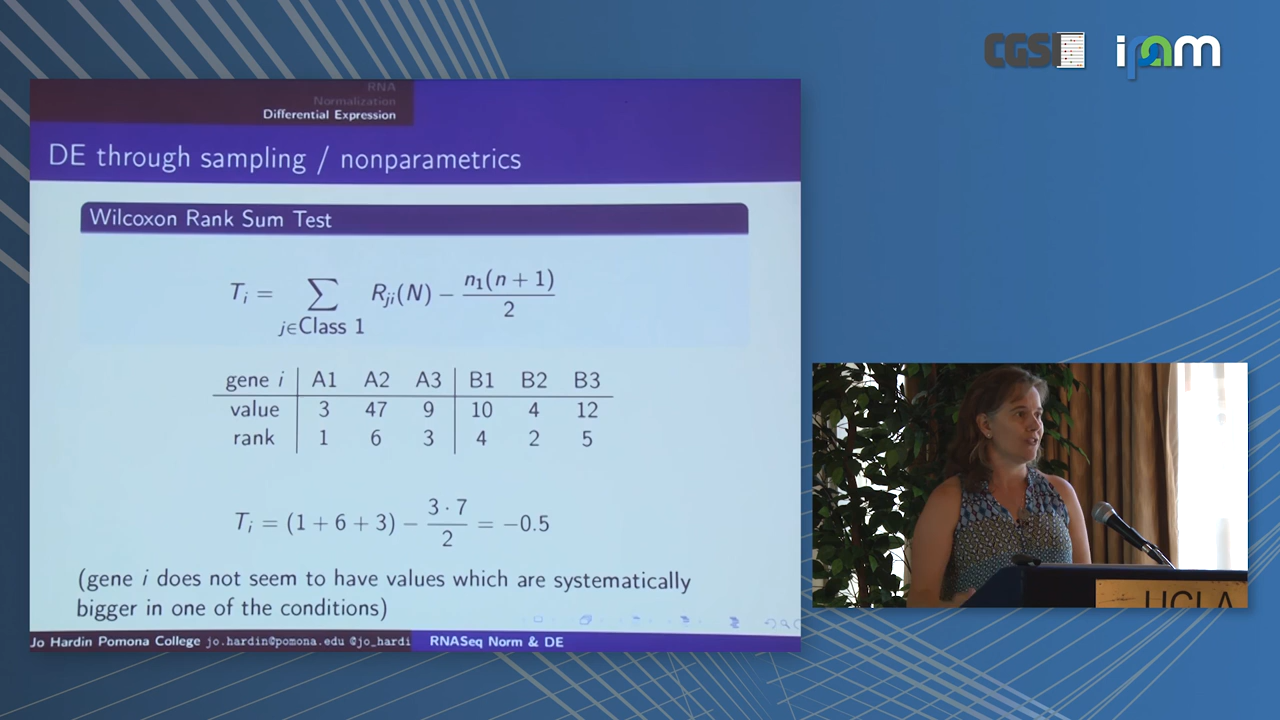 CGSI
ipam
RNA
Normalization
Differential Expression
DE through sampling / nonparametrics
Wilcoxon Rank Sum Test
T_i = ∑_{j∈Class 1} R_{ji}(N) − n_1(n + 1)/2
gene i A1 A2 A3 B1 B2 B3
value 3 47 9 10 4 12
rank 1 6 3 4 2 5
T_i = (1 + 6 + 3) − 3 · 7/2 = −0.5
(gene i does not seem to have values which are systematically
bigger in one of the conditions)
Jo Hardin Pomona College jo.hardin@pomona.edu @jo_hardi
RNASeq Norm & DE
UCLA